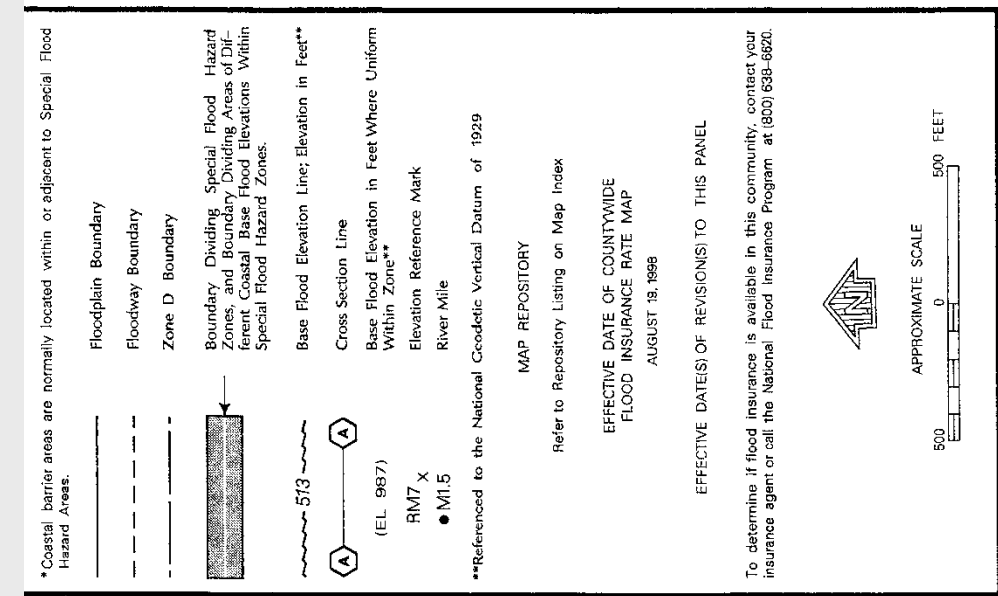 *Coastal barrier areas are normally located within or adjacent to Special Flood
Hazard Areas.
Floodplain Boundary
Floodway Boundary
Zone D Boundary
Boundary Dividing Special Flood Hazard
Zones, and Boundary Dividing Areas of Dif-
ferent Coastal Base Flood Elevations Within
Special Flood Hazard Zones.
513
Base Flood Elevation Line; Elevation in Feet**
A A
Cross Section Line
(EL 987)
Base Flood Elevation in Feet Where Uniform
Within Zone**
RM7 X
Elevation Reference Mark
● M1.5
River Mile
**Referenced to the National Geodetic Vertical Datum of 1929
MAP REPOSITORY
Refer to Repository Listing on Map Index
EFFECTIVE DATE OF COUNTYWIDE
FLOOD INSURANCE RATE MAP
AUGUST 18, 1998
EFFECTIVE DATE(S) OF REVISION(S) TO THIS PANEL
To determine if flood insurance is available in this community, contact your
insurance agent or call the National Flood Insurance Program at (800) 638-6620.
N
APPROXIMATE SCALE
500 0 500 FEET